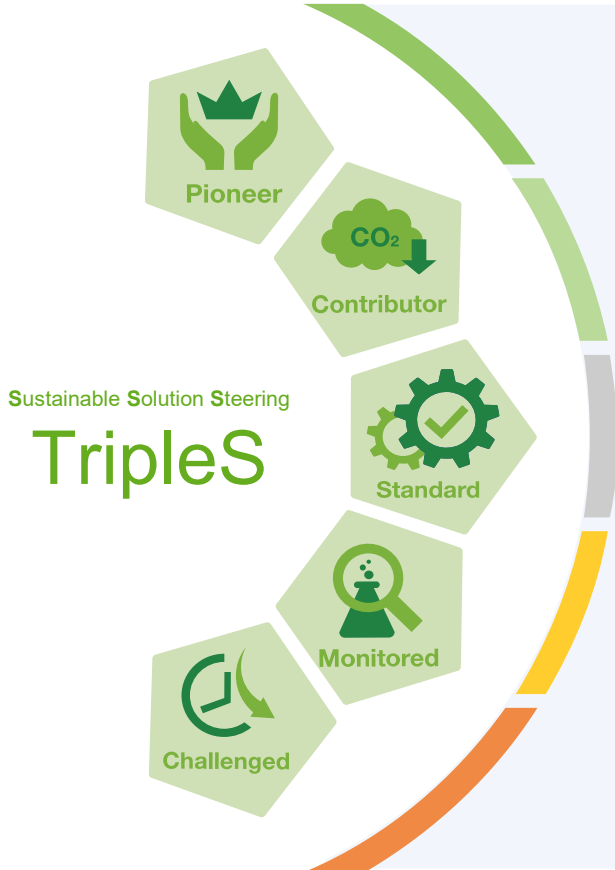 Pioneer
CO₂
Contributor
Sustainable Solution Steering
TripleS
Standard
Monitored
Challenged